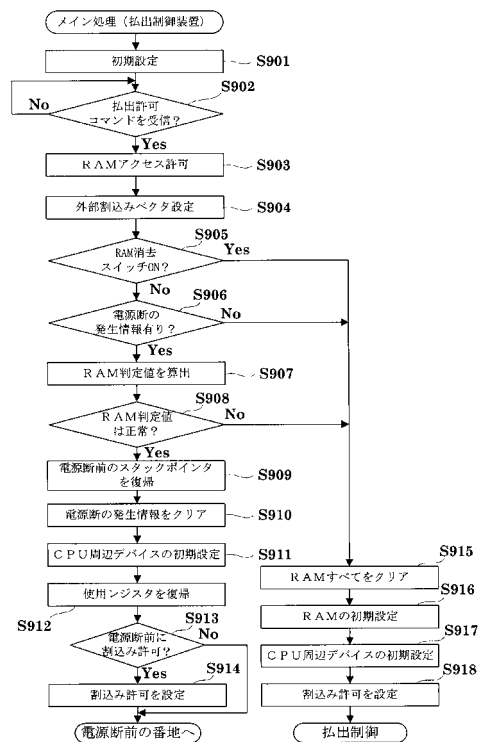 メイン処理（払出制御装置）
初期設定
S901
S902
No
払出許可
コマンドを受信？
Yes
ＲＡＭアクセス許可
S903
外部割込みベクタ設定
S904
S905
RAM消去
スイッチON？
Yes
No
S906
電源断の
発生情報有り？
No
Yes
ＲＡＭ判定値を算出
S907
S908
ＲＡＭ判定値
は正常？
No
Yes
電源断前のスタックポインタ
を復帰
S909
電源断の発生情報をクリア
S910
ＣＰＵ周辺デバイスの初期設定
S911
S915
ＲＡＭすべてをクリア
使用レジスタを復帰
S912
S916
ＲＡＭの初期設定
S913
電源断前に
割込み許可？
No
Yes
S917
ＣＰＵ周辺デバイスの初期設定
S914
割込み許可を設定
S918
割込み許可を設定
電源断前の番地へ
払出制御